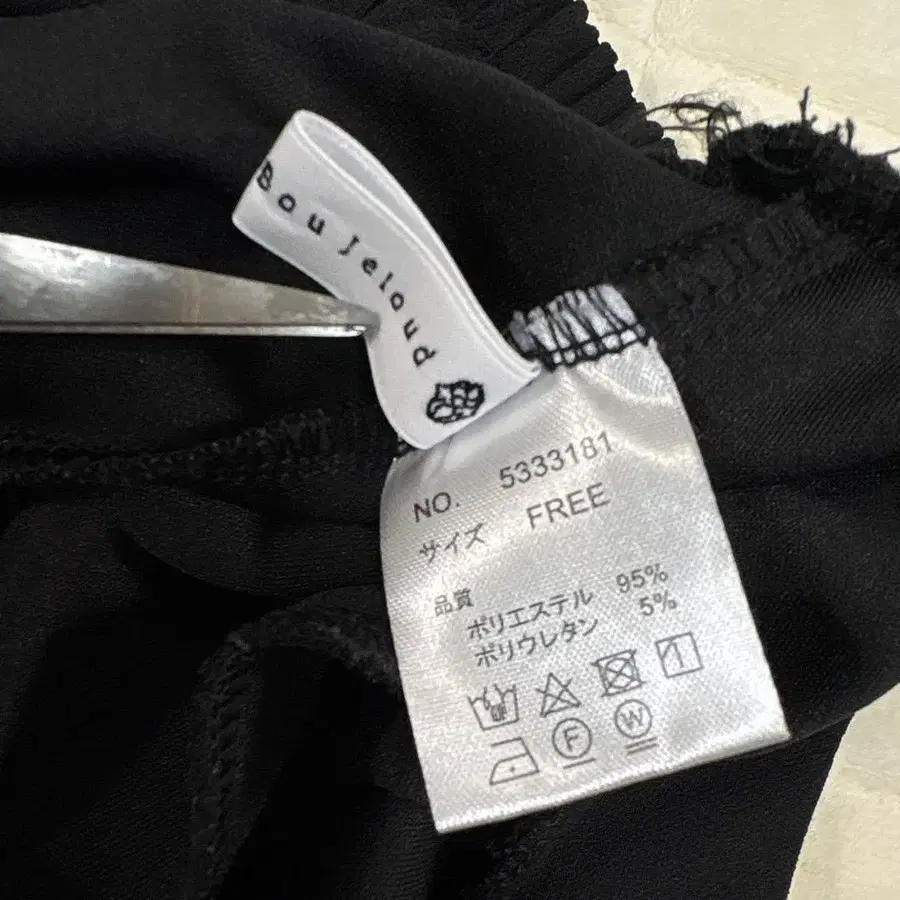 Bou Jeloud
NO. 5333181
サイズ FREE
品質
ポリエステル 95%
ポリウレタン 5%
1
F W